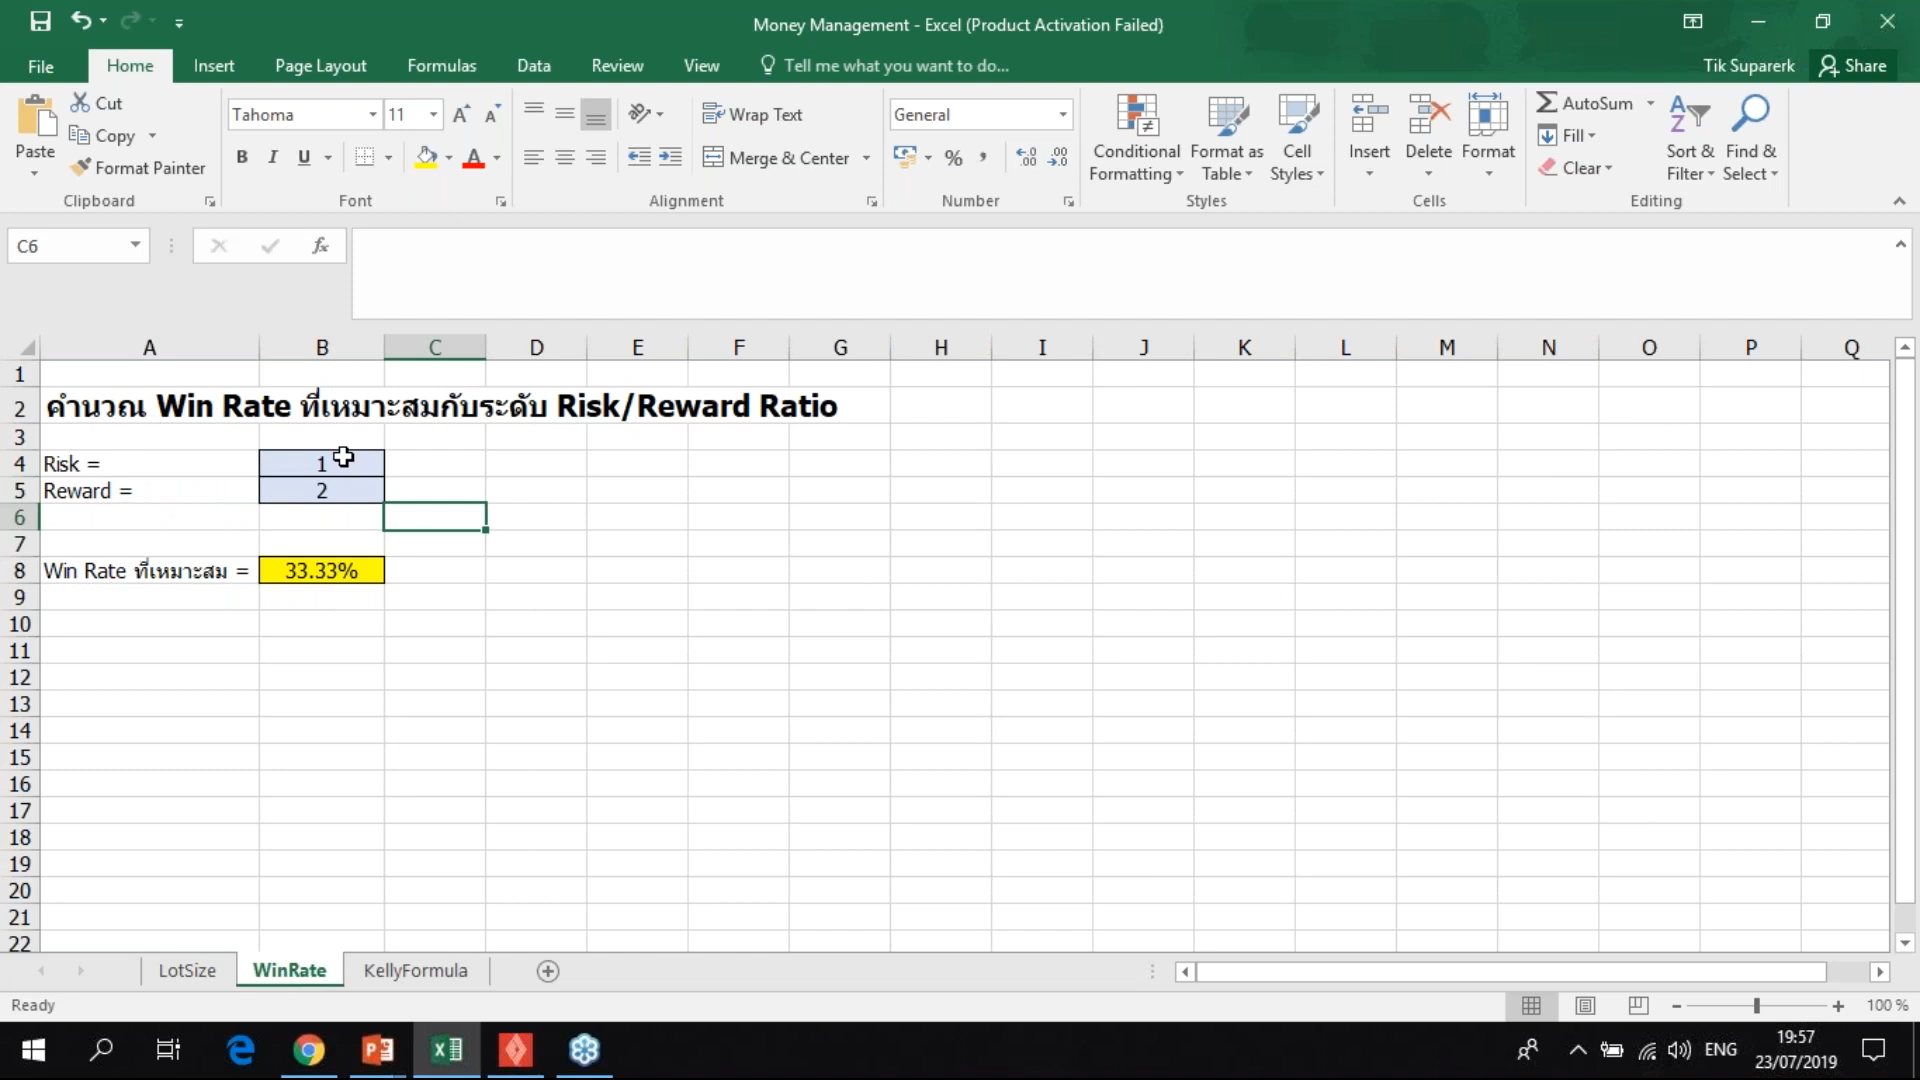 Money Management - Excel (Product Activation Failed)
File Home Insert Page Layout Formulas Data Review View Tell me what you want to do... Tik Suparerk Share
Paste Cut Copy Format Painter
Clipboard
Tahoma 11
B I U A
Font
Wrap Text
Merge & Center
Alignment
General
%
Number
Conditional Formatting Format as Table Cell Styles
Styles
Insert Delete Format
Cells
AutoSum Fill Clear Sort & Filter Find & Select
Editing
C6 fx
A B C D E F G H I J K L M N O P Q
1
2 คำนวณ Win Rate ที่เหมาะสมกับระดับ Risk/Reward Ratio
3
4 Risk = 1
5 Reward = 2
6
7
8 Win Rate ที่เหมาะสม = 33.33%
9
10
11
12
13
14
15
16
17
18
19
20
21
22
LotSize WinRate KellyFormula
Ready 100 %
ENG 19:57
23/07/2019